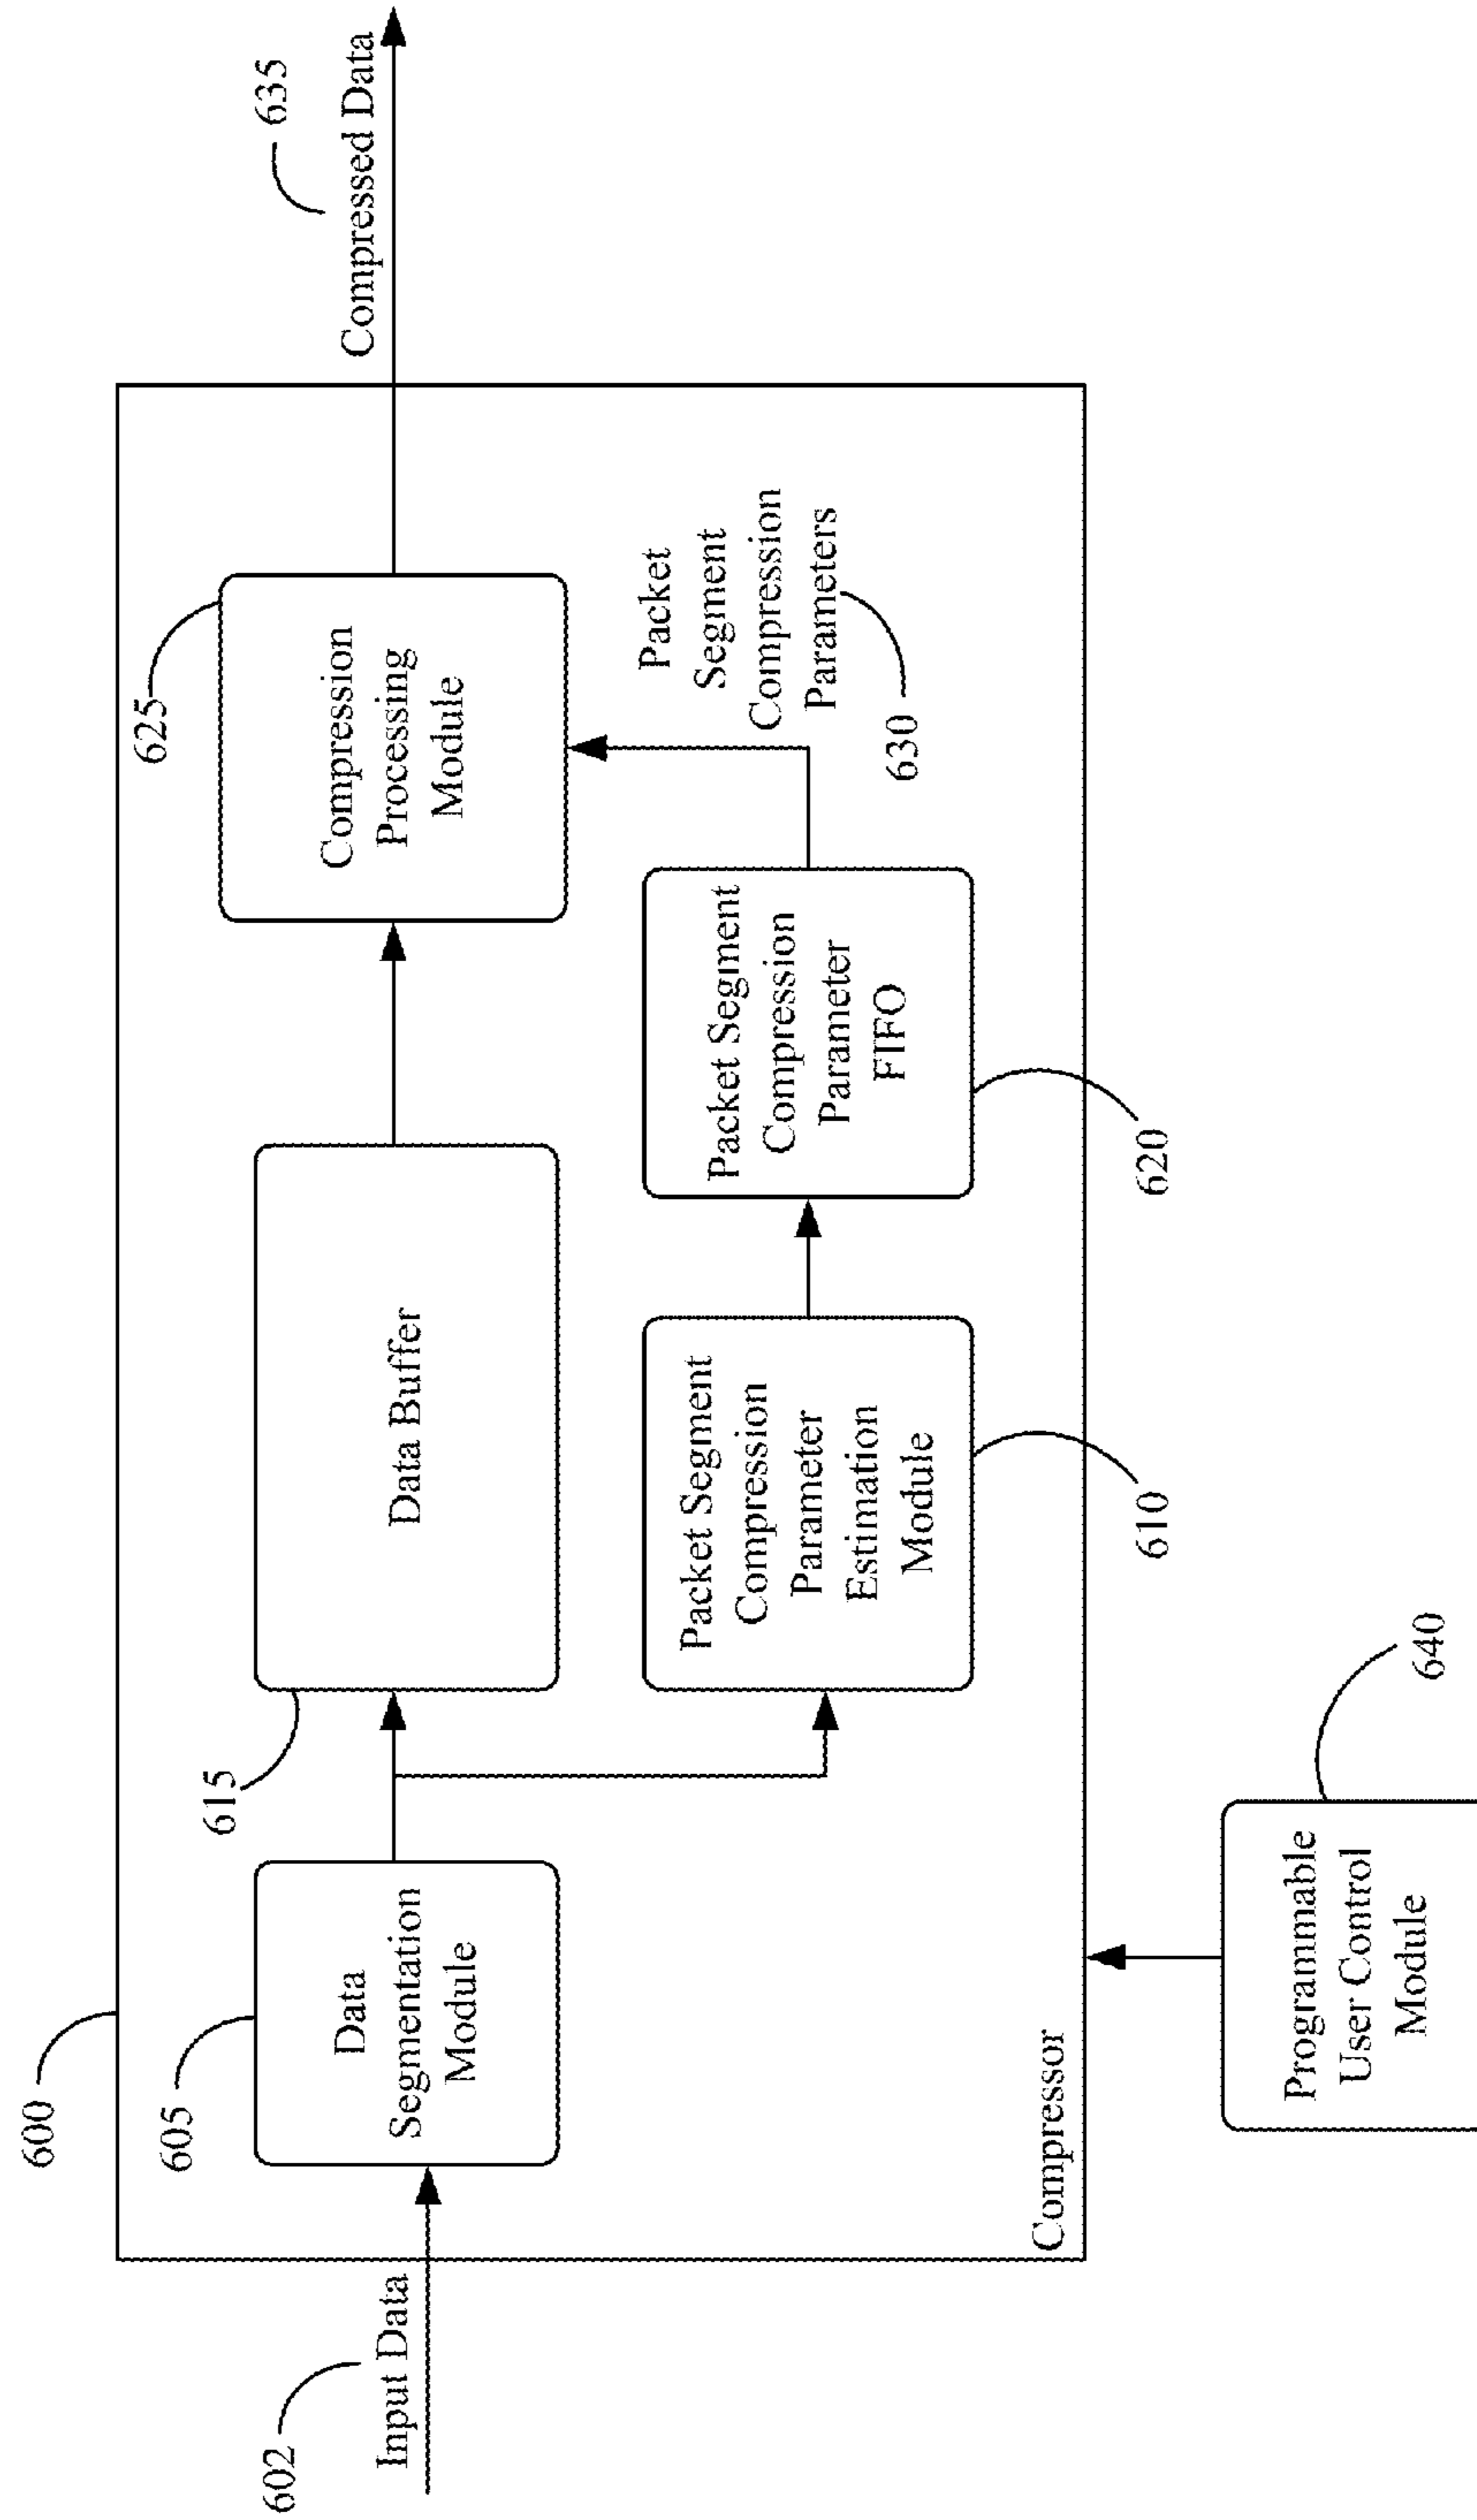 600
602
Input Data
605
Data
Segmentation
Module
615
Data Buffer
625
Compression
Processing
Module
635
Compressed Data
Packet Segment
Compression
Parameter
Estimation
Module
610
Packet Segment
Compression
Parameter
FIFO
620
Packet
Segment
Compression
Parameters
630
Compressor
Programmable
User Control
Module
640